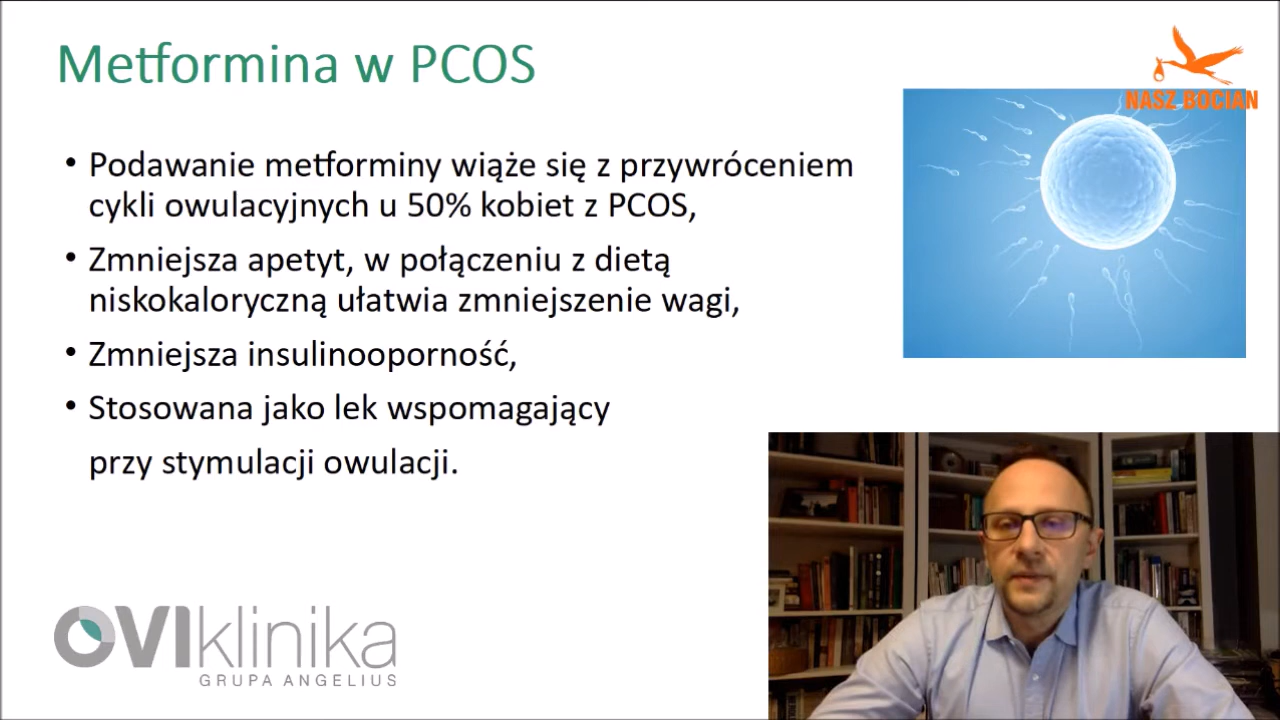 Metformina w PCOS
NASZ BOCIAN
• Podawanie metforminy wiąże się z przywróceniem
cykli owulacyjnych u 50% kobiet z PCOS,
• Zmniejsza apetyt, w połączeniu z dietą
niskokaloryczną ułatwia zmniejszenie wagi,
• Zmniejsza insulinooporność,
• Stosowana jako lek wspomagający
przy stymulacji owulacji.
OVIklinika
GRUPA ANGELIUS